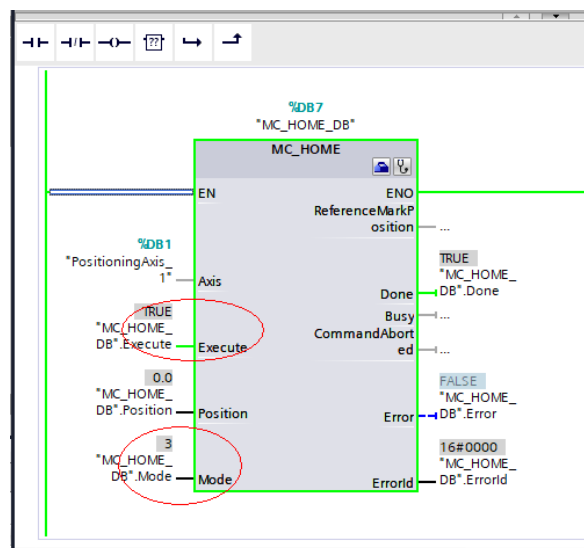 ??
%DB7
"MC_HOME_DB"
MC_HOME
EN
ENO
ReferenceMarkP
osition
...
%DB1
"PositioningAxis_
1"
Axis
TRUE
"MC_HOME_
DB".Done
Done
Busy
...
CommandAbort
ed
...
TRUE
"MC_HOME_
DB".Execute
Execute
0.0
"MC_HOME_
DB".Position
Position
FALSE
"MC_HOME_
DB".Error
Error
3
"MC_HOME_
DB".Mode
Mode
16#0000
"MC_HOME_
DB".ErrorId
ErrorId